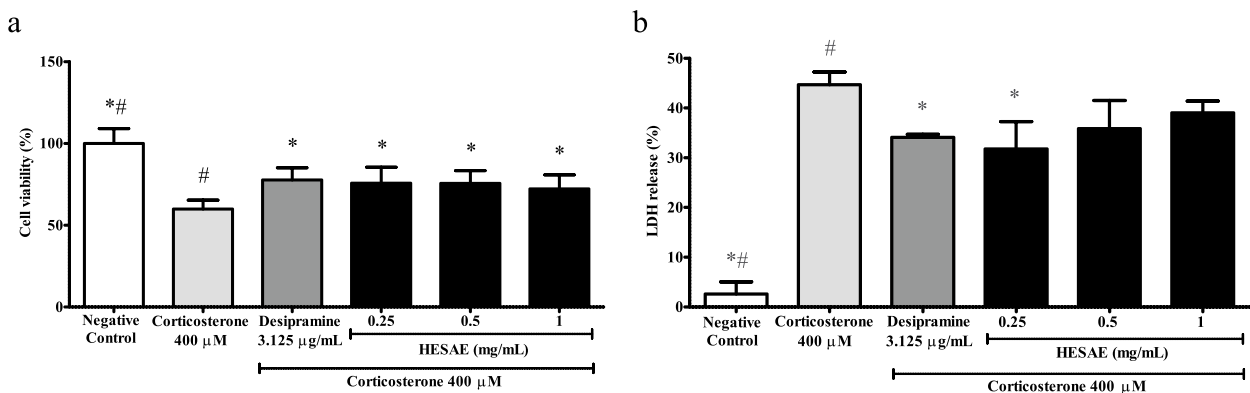 a
150
100
50
0
Cell viability (%)
*#
#
*
*
*
*
Negative Control
Corticosterone 400 μM
Desipramine 3.125 μg/mL
0.25
0.5
1
HESAE (mg/mL)
Corticosterone 400 μM
b
50
40
30
20
10
0
LDH release (%)
*#
#
*
*
Negative Control
Corticosterone 400 μM
Desipramine 3.125 μg/mL
0.25
0.5
1
HESAE (mg/mL)
Corticosterone 400 μM